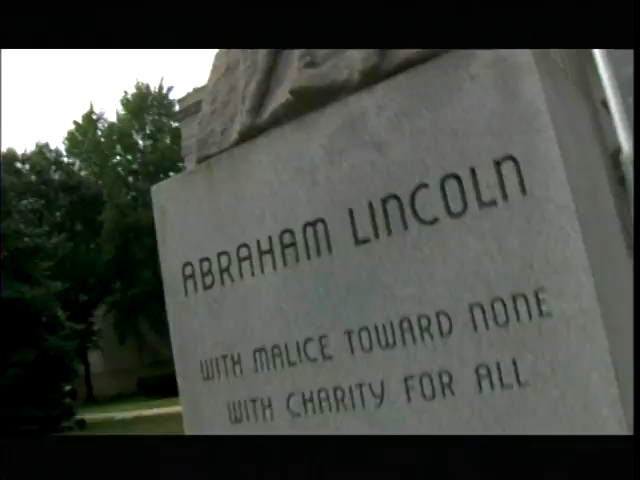 ABRAHAM LINCOLN
WITH MALICE TOWARD NONE
WITH CHARITY FOR ALL